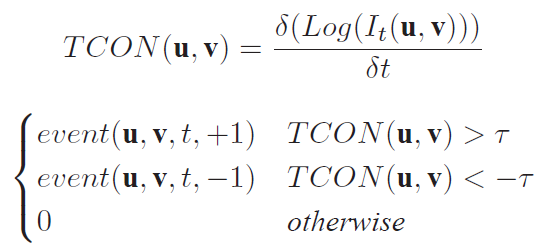 TCON(u, v) = δ(Log(I_t(u, v))) / δt
event(u, v, t, +1) TCON(u, v) > τ
event(u, v, t, −1) TCON(u, v) < −τ
0 otherwise